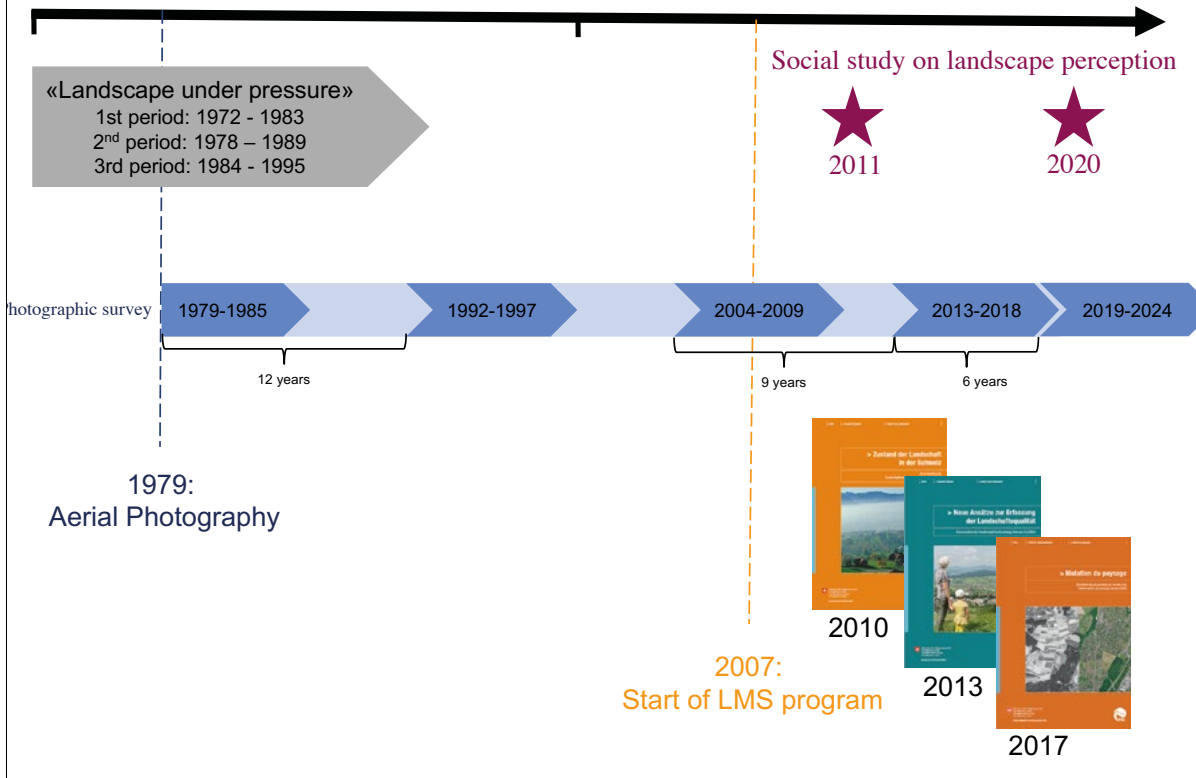 Social study on landscape perception
«Landscape under pressure»
1st period: 1972 - 1983
2nd period: 1978 – 1989
3rd period: 1984 - 1995
2011
2020
hotographic survey
1979-1985
1992-1997
2004-2009
2013-2018
2019-2024
12 years
9 years
6 years
1979:
Aerial Photography
2007:
Start of LMS program
> Zustand der Landschaft
in der Schweiz
2010
> Neue Ansätze zur Erfassung
der Landschaftsqualität
2013
> Mutation du paysage
2017